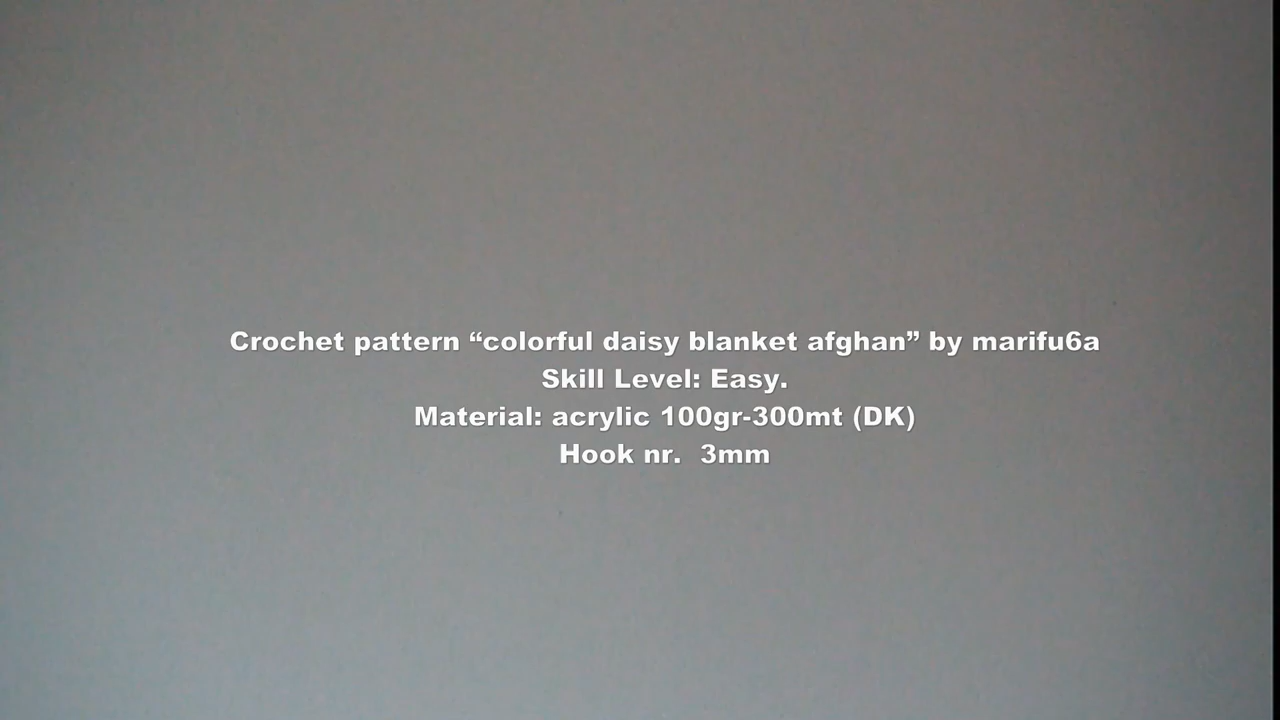 Crochet pattern “colorful daisy blanket afghan” by marifu6a
Skill Level: Easy.
Material: acrylic 100gr-300mt (DK)
Hook nr.  3mm